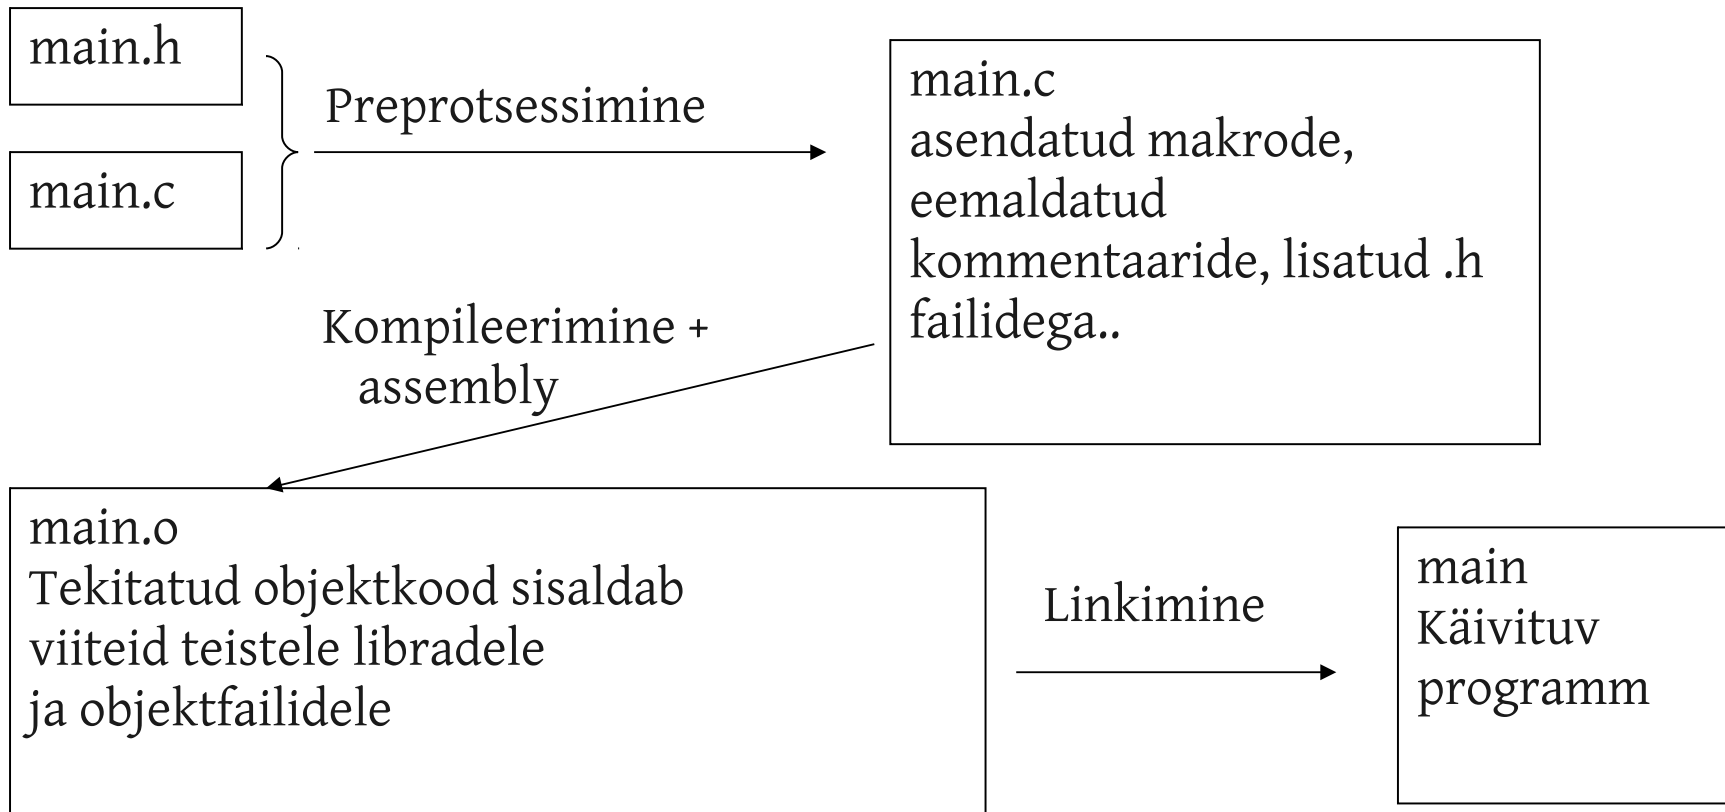 main.h
main.c
Preprotsessimine
main.c
asendatud makrode,
eemaldatud
kommentaaride, lisatud .h
failidega..
Kompileerimine +
assembly
main.o
Tekitatud objektkood sisaldab
viiteid teistele libradele
ja objektfailidele
Linkimine
main
Käivituv
programm